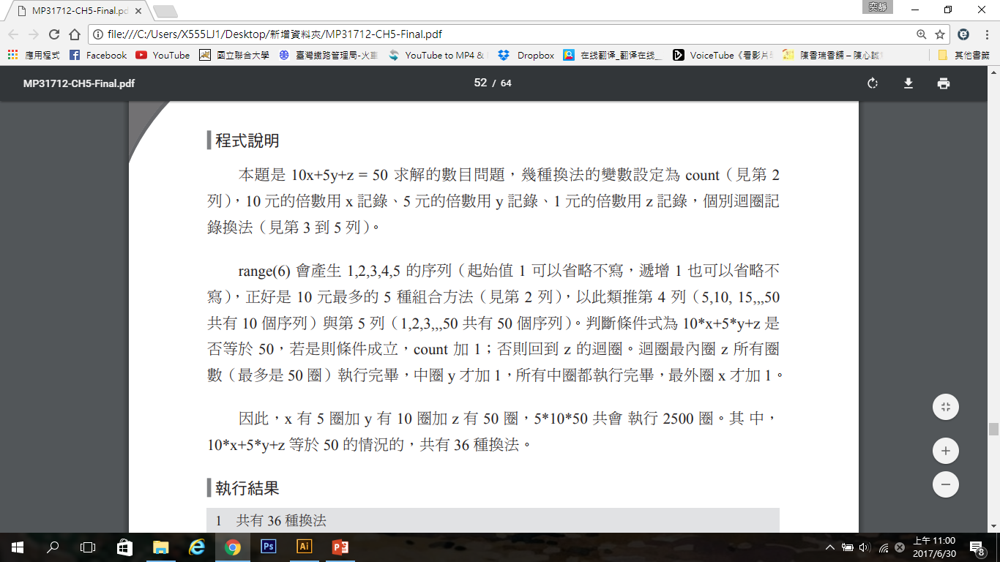 MP31712-CH5-Final.pd
奕靜
file:///C:/Users/X555LJ1/Desktop/新增資料夾/MP31712-CH5-Final.pdf
應用程式 Facebook YouTube 國立聯合大學 臺灣鐵路管理局-火車 YouTube to MP4 & Dropbox 在线翻译_翻译在线_ VoiceTube《看影片 陳香瑞香舖 – 陳心誠 其他書籤
MP31712-CH5-Final.pdf 52 / 64
程式說明
本題是 10x+5y+z = 50 求解的數目問題，幾種換法的變數設定為 count（見第 2
列），10 元的倍數用 x 記錄、5 元的倍數用 y 記錄、1 元的倍數用 z 記錄，個別迴圈記
錄換法（見第 3 到 5 列）。
range(6) 會產生 1,2,3,4,5 的序列（起始值 1 可以省略不寫，遞增 1 也可以省略不
寫），正好是 10 元最多的 5 種組合方法（見第 2 列），以此類推第 4 列（5,10, 15,,,50
共有 10 個序列）與第 5 列（1,2,3,,,50 共有 50 個序列）。判斷條件式為 10*x+5*y+z 是
否等於 50，若是則條件成立，count 加 1；否則回到 z 的迴圈。迴圈最內圈 z 所有圈
數（最多是 50 圈）執行完畢，中圈 y 才加 1，所有中圈都執行完畢，最外圈 x 才加 1。
因此，x 有 5 圈加 y 有 10 圈加 z 有 50 圈，5*10*50 共會 執行 2500 圈。其 中，
10*x+5*y+z 等於 50 的情況的，共有 36 種換法。
執行結果
1 共有 36 種換法
Ps Ai P
上午 11:00
2017/6/30
8